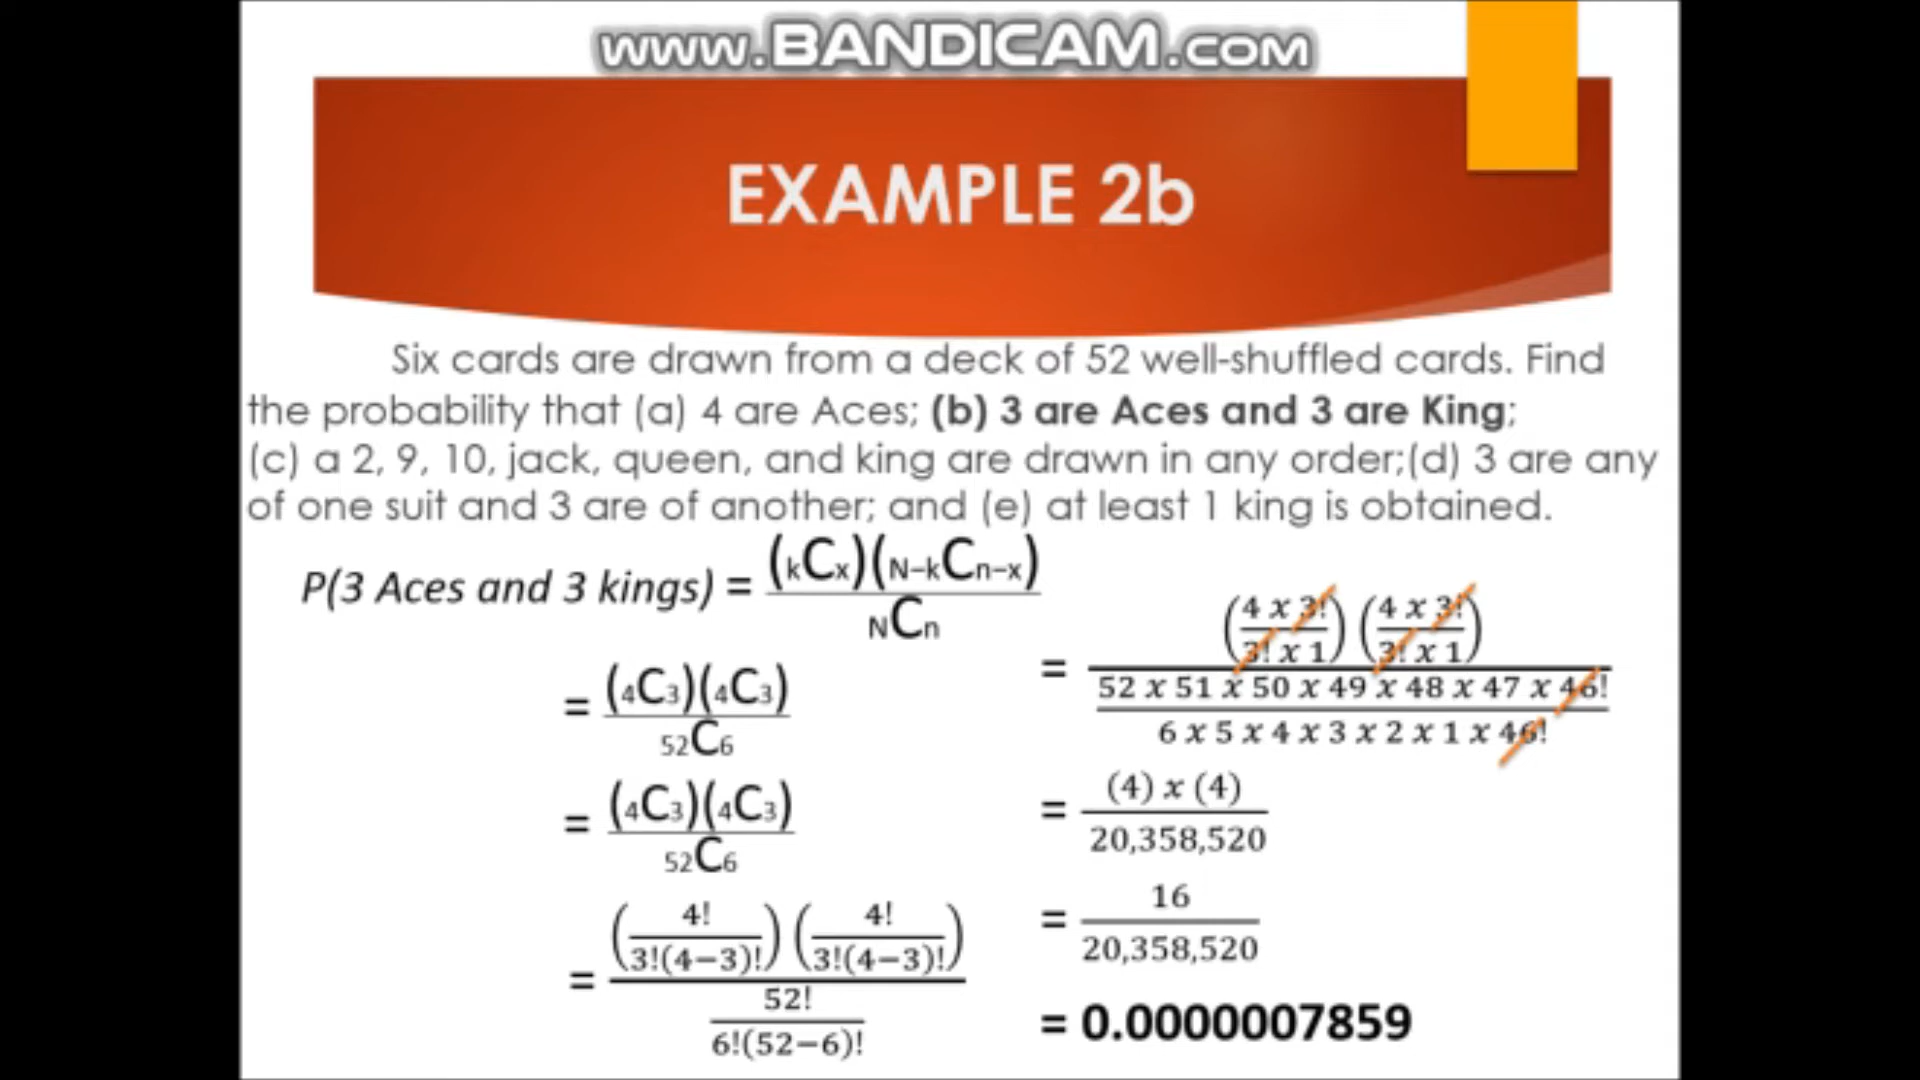 www.BANDICAM.COM
EXAMPLE 2b
Six cards are drawn from a deck of 52 well-shuffled cards. Find
the probability that (a) 4 are Aces; (b) 3 are Aces and 3 are King;
(c) a 2, 9, 10, jack, queen, and king are drawn in any order;(d) 3 are any
of one suit and 3 are of another; and (e) at least 1 king is obtained.
P(3 Aces and 3 kings) = (kCx)(N−kCn−x)
NCn
= (4C3)(4C3)
52C6
= (4C3)(4C3)
52C6
= (4!/3!(4−3)!) (4!/3!(4−3)!)
52!/6!(52−6)!
= (4 x 3!/3! x 1) (4 x 3!/3! x 1)
52 x 51 x 50 x 49 x 48 x 47 x 46!
6 x 5 x 4 x 3 x 2 x 1 x 46!
= (4) x (4)
20,358,520
= 16
20,358,520
= 0.0000007859